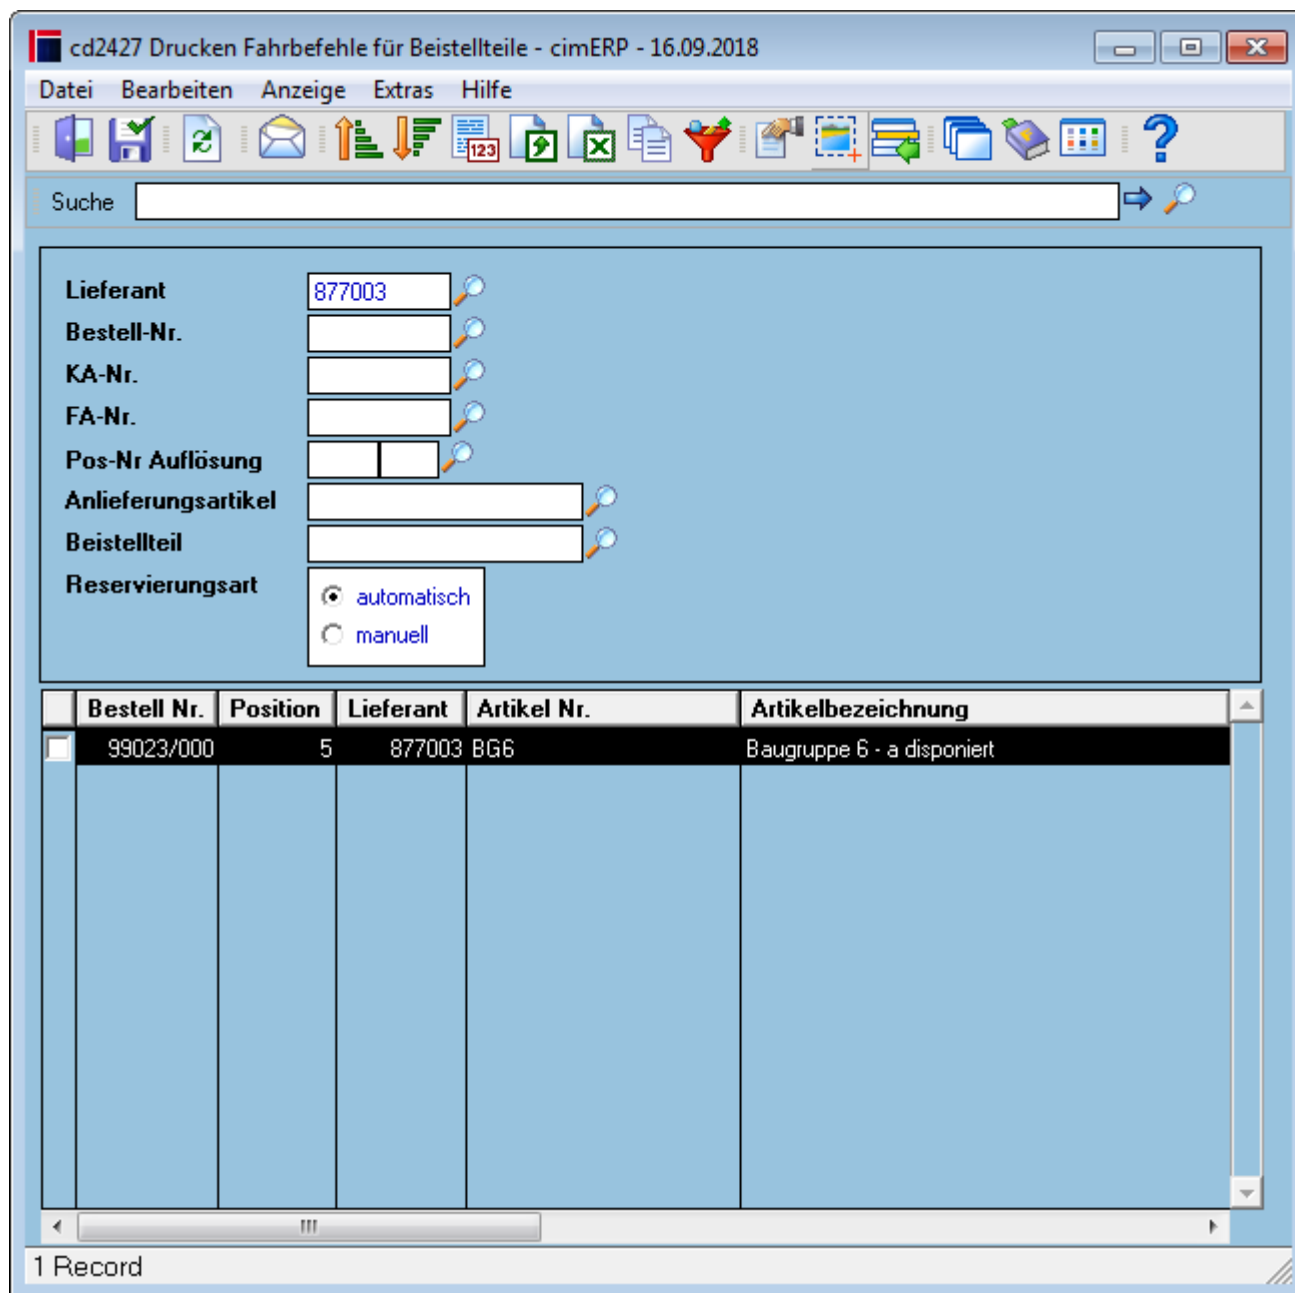 cd2427 Drucken Fahrbefehle für Beistellteile - cimERP - 16.09.2018
Datei Bearbeiten Anzeige Extras Hilfe
123
Suche
Lieferant 877003
Bestell-Nr.
KA-Nr.
FA-Nr.
Pos-Nr Auflösung
Anlieferungsartikel
Beistellteil
Reservierungsart automatisch
manuell
Bestell Nr. Position Lieferant Artikel Nr. Artikelbezeichnung
99023/000 5 877003 BG6 Baugruppe 6 - a disponiert
1 Record